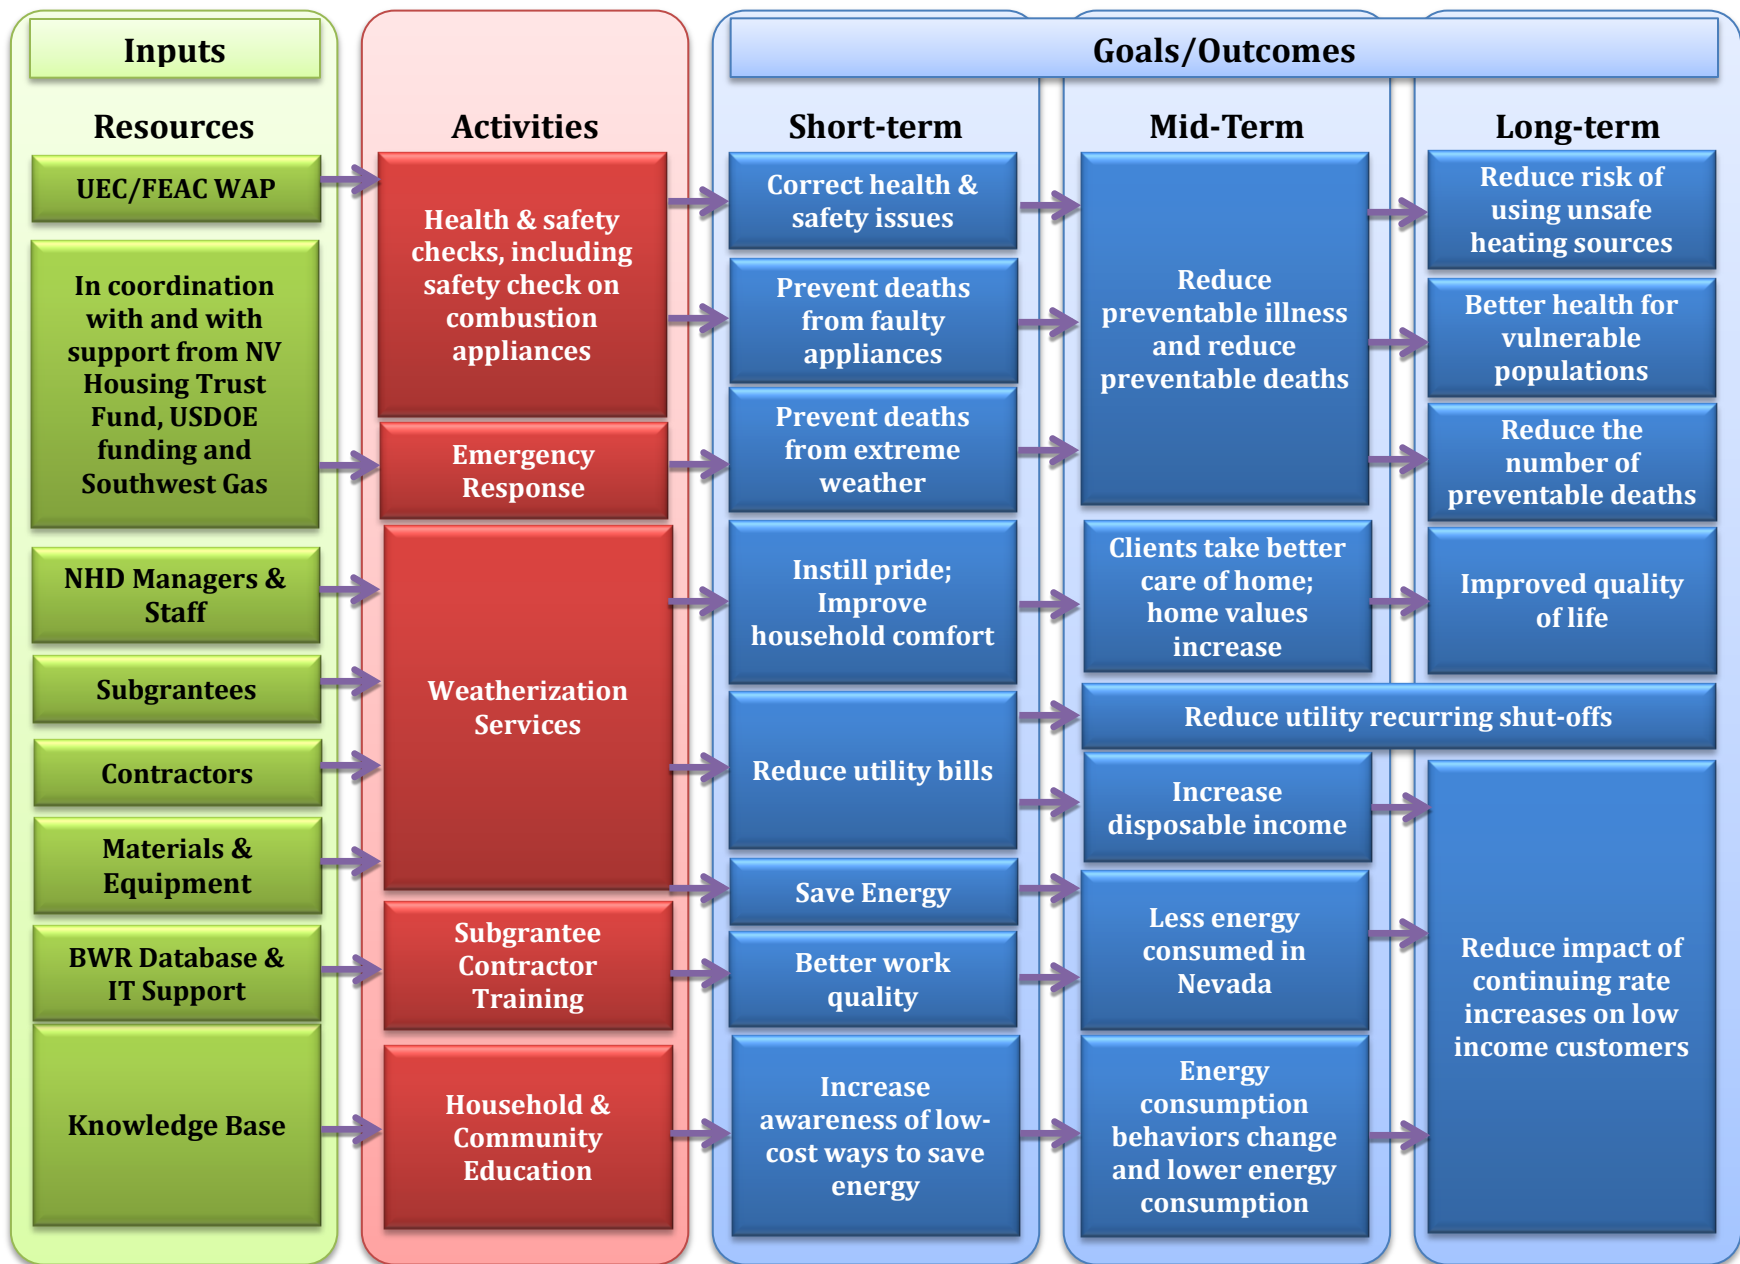 Inputs
Goals/Outcomes
Resources
Activities
Short-term
Mid-Term
Long-term
UEC/FEAC WAP
In coordination
with and with
support from NV
Housing Trust
Fund, USDOE
funding and
Southwest Gas
NHD Managers &
Staff
Subgrantees
Contractors
Materials &
Equipment
BWR Database &
IT Support
Knowledge Base
Health & safety
checks, including
safety check on
combustion
appliances
Emergency
Response
Weatherization
Services
Subgrantee
Contractor
Training
Household &
Community
Education
Correct health &
safety issues
Prevent deaths
from faulty
appliances
Prevent deaths
from extreme
weather
Instill pride;
Improve
household comfort
Reduce utility bills
Save Energy
Better work
quality
Increase
awareness of low-
cost ways to save
energy
Reduce
preventable illness
and reduce
preventable deaths
Clients take better
care of home;
home values
increase
Reduce utility recurring shut-offs
Increase
disposable income
Less energy
consumed in
Nevada
Energy
consumption
behaviors change
and lower energy
consumption
Reduce risk of
using unsafe
heating sources
Better health for
vulnerable
populations
Reduce the
number of
preventable deaths
Improved quality
of life
Reduce impact of
continuing rate
increases on low
income customers